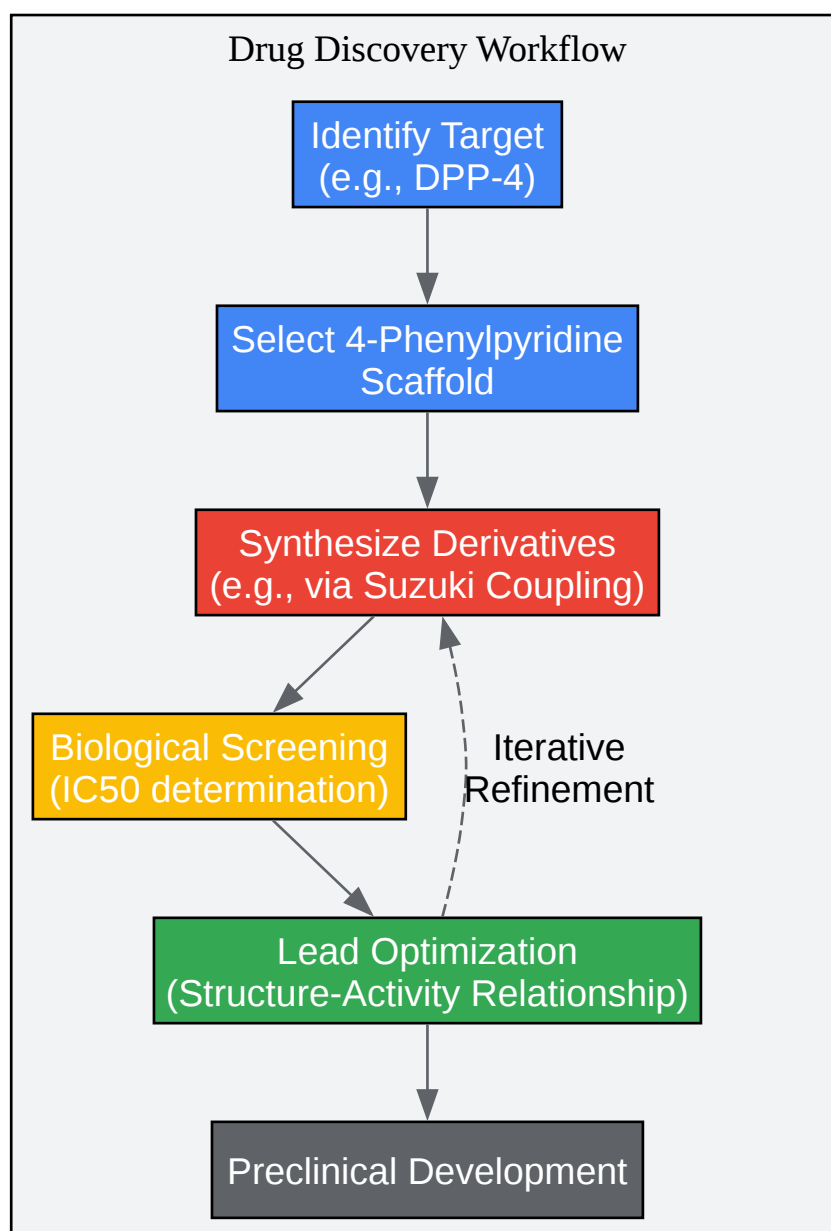 Drug Discovery Workflow
Identify Target
(e.g., DPP-4)
Select 4-Phenylpyridine
Scaffold
Synthesize Derivatives
(e.g., via Suzuki Coupling)
Biological Screening
(IC50 determination)
Iterative
Refinement
Lead Optimization
(Structure-Activity Relationship)
Preclinical Development